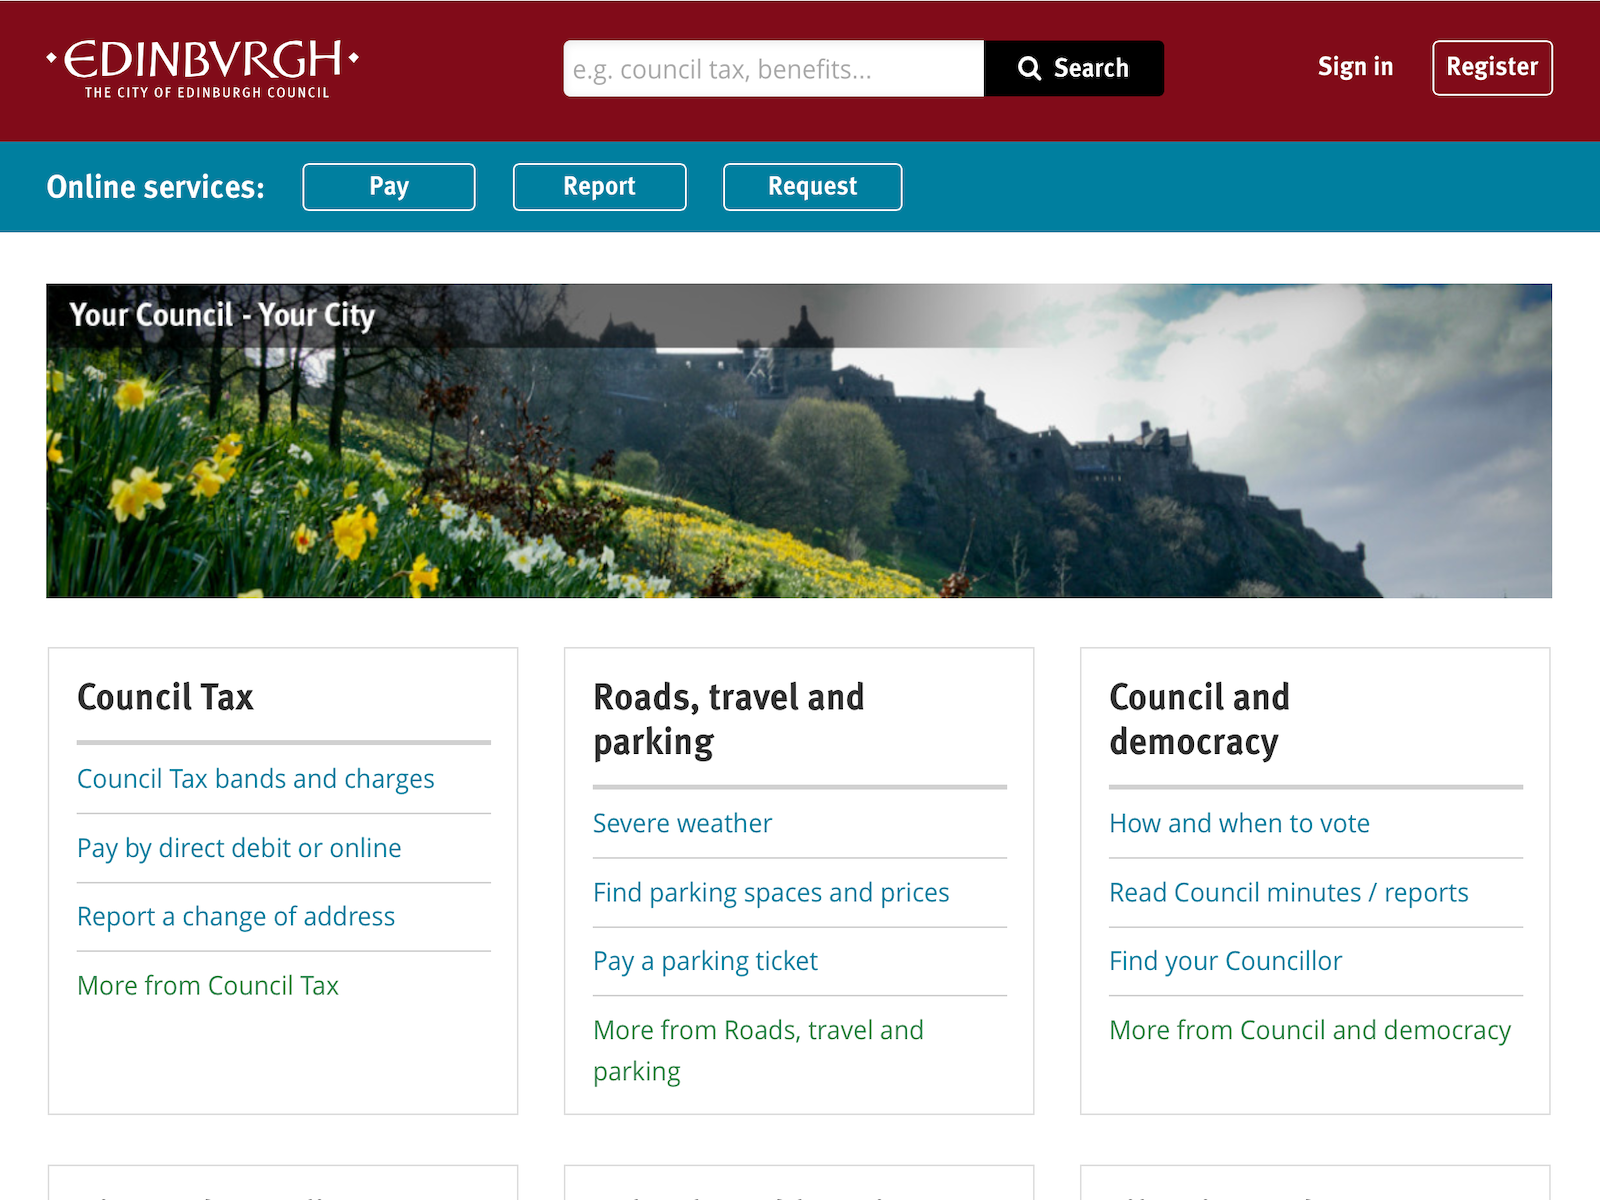 EDINBVRGH
THE CITY OF EDINBURGH COUNCIL
e.g. council tax, benefits...
Search
Sign in
Register
Online services:
Pay
Report
Request
Your Council - Your City
Council Tax
Council Tax bands and charges
Pay by direct debit or online
Report a change of address
More from Council Tax
Roads, travel and
parking
Severe weather
Find parking spaces and prices
Pay a parking ticket
More from Roads, travel and
parking
Council and
democracy
How and when to vote
Read Council minutes / reports
Find your Councillor
More from Council and democracy